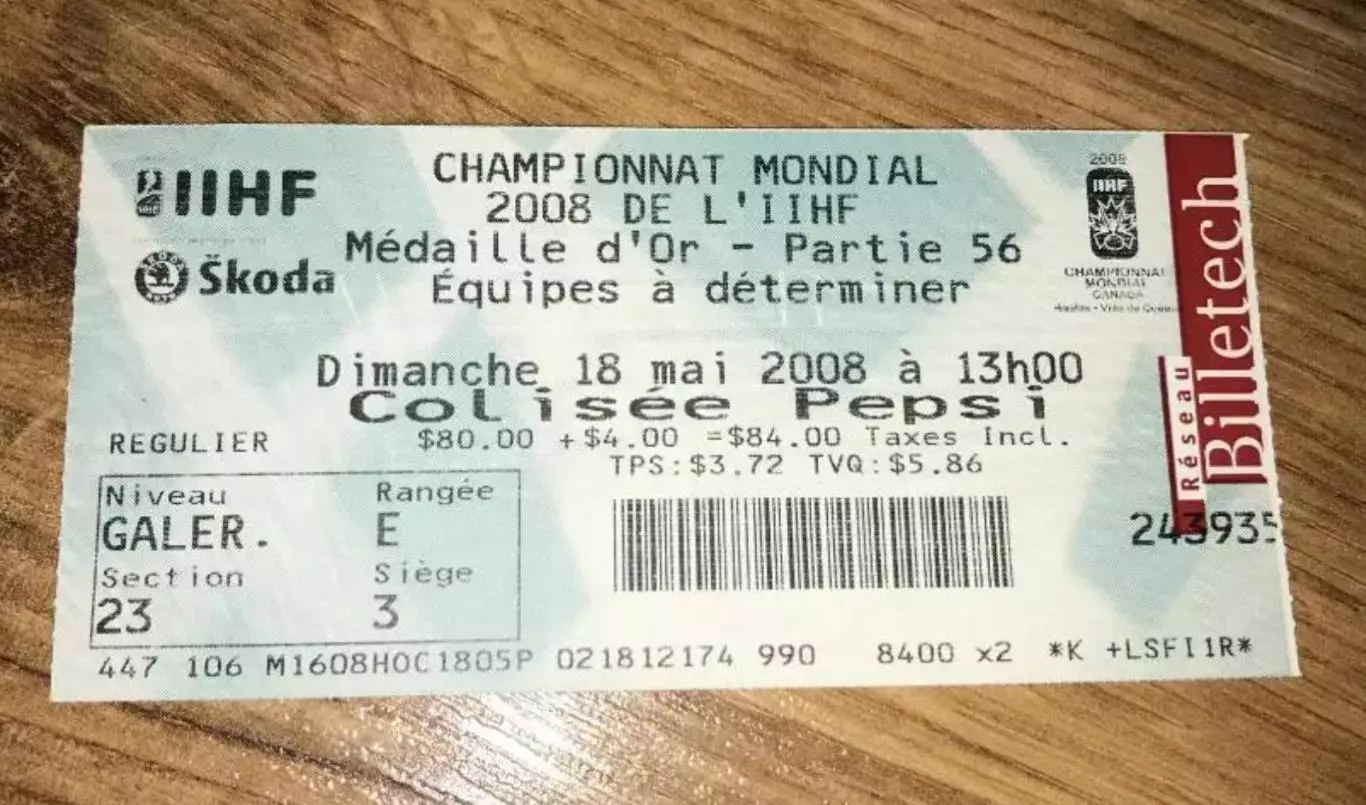 IIHF
CHAMPIONNAT MONDIAL
2008 DE L'IIHF
Médaille d'Or - Partie 56
Équipes à déterminer
Škoda
2008
IIHF
CHAMPIONNAT
MONDIAL
CANADA
Dimanche 18 mai 2008 à 13h00
Colisée Pepsi
REGULIER $80.00 +$4.00 =$84.00 Taxes Incl.
TPS:$3.72 TVQ:$5.86
Niveau Rangée
GALER. E
Section Siège
23 3
Réseau
Billetech
243935
447 106 M1608HOC1805P 021812174 990 8400 x2 *K +LSFI1R*